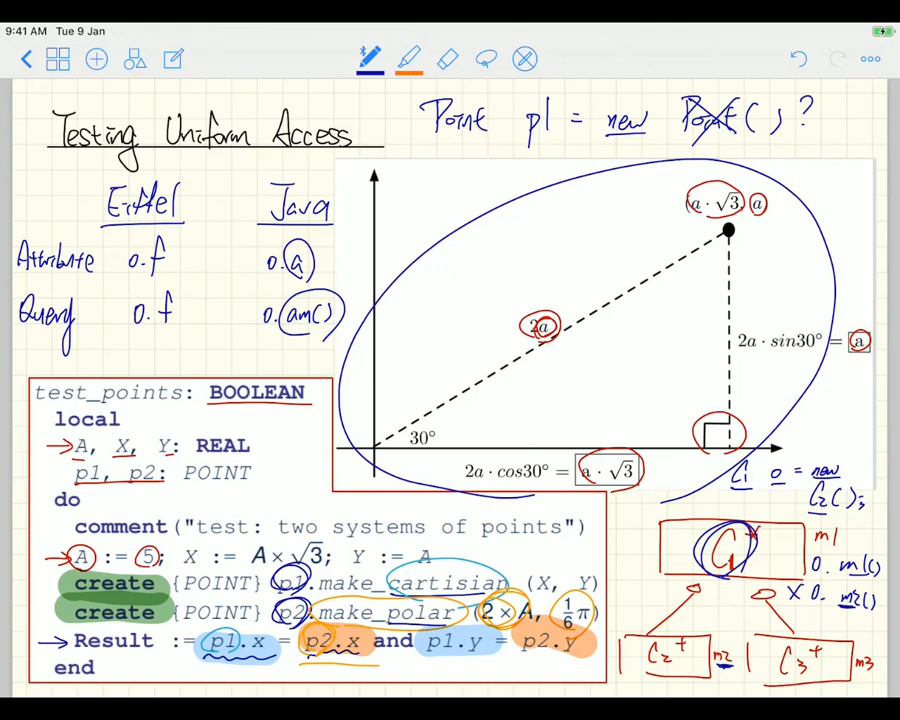 9:41 AM Tue 9 Jan
Testing Uniform Access
Point p1 = new Point( ) ?
Eiffel Java
Attribute o.f o.a
Query o.f o.am()
(a · √3, a)
2a
2a · sin30° = a
30°
2a · cos30° = a · √3
test_points: BOOLEAN
local
A, X, Y: REAL
p1, p2: POINT
do
comment("test: two systems of points")
A := 5; X := A × √3; Y := A
create {POINT} p1.make_cartisian (X, Y)
create {POINT} p2.make_polar (2 × A, 1/6 π)
Result := p1.x = p2.x and p1.y = p2.y
end
C1 o = new
C2( );
C1* m1
o. m1()
x o. m2()
C2+ m2
C3+ m3